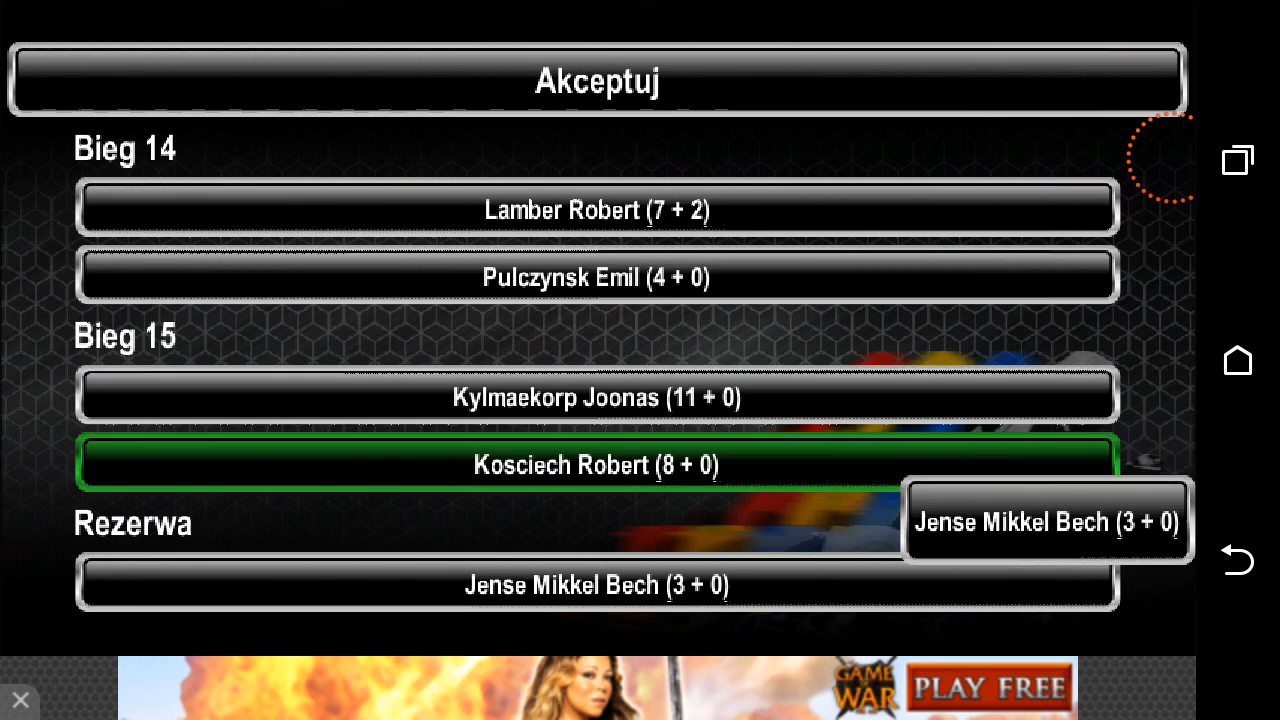 Akceptuj
Bieg 14
Lamber Robert (7 + 2)
Pulczynsk Emil (4 + 0)
Bieg 15
Kylmaekorp Joonas (11 + 0)
Kosciech Robert (8 + 0)
Jense Mikkel Bech (3 + 0)
Rezerwa
Jense Mikkel Bech (3 + 0)
GAME
WAR
PLAY FREE